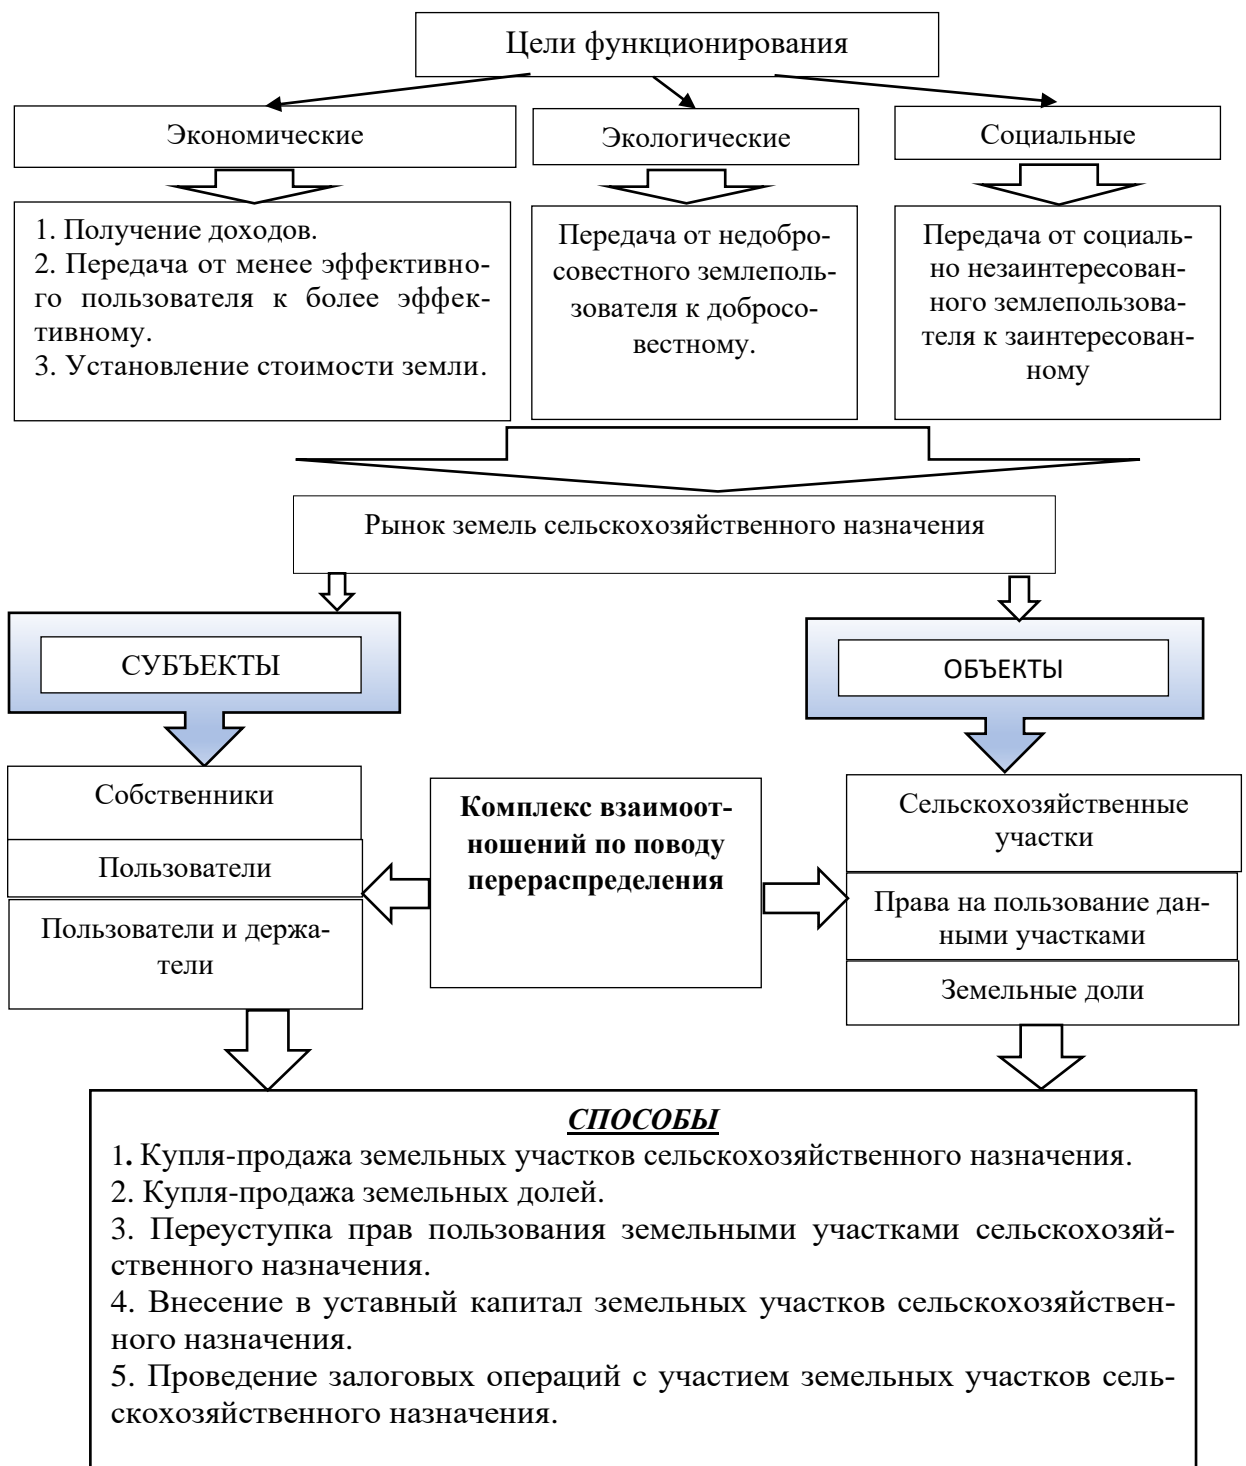 Цели функционирования
Экономические
Экологические
Социальные
1. Получение доходов.
2. Передача от менее эффективно-
го пользователя к более эффек-
тивному.
3. Установление стоимости земли.
Передача от недобро-
совестного землеполь-
зователя к добросо-
вестному.
Передача от социаль-
но незаинтересован-
ного землепользова-
теля к заинтересован-
ному
Рынок земель сельскохозяйственного назначения
СУБЪЕКТЫ
ОБЪЕКТЫ
Собственники
Пользователи
Пользователи и держа-
тели
Комплекс взаимоот-
ношений по поводу
перераспределения
Сельскохозяйственные
участки
Права на пользование дан-
ными участками
Земельные доли
СПОСОБЫ
1. Купля-продажа земельных участков сельскохозяйственного назначения.
2. Купля-продажа земельных долей.
3. Переуступка прав пользования земельными участками сельскохозяй-
ственного назначения.
4. Внесение в уставный капитал земельных участков сельскохозяйствен-
ного назначения.
5. Проведение залоговых операций с участием земельных участков сель-
скохозяйственного назначения.